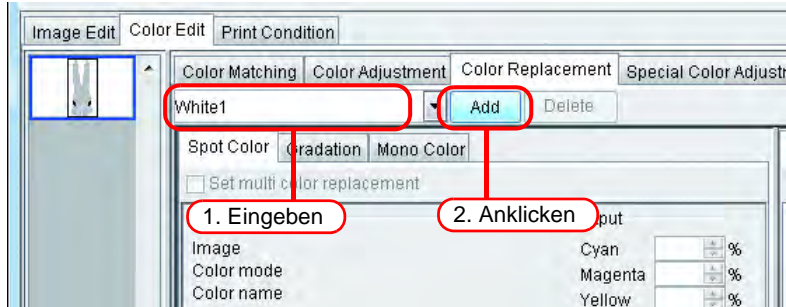 Image Edit Color Edit Print Condition
Color Matching Color Adjustment Color Replacement Special Color Adjustr
White1 Add Delete
Spot Color Gradation Mono Color
Set multi color replacement
1. Eingeben 2. Anklicken put
Image Cyan %
Color mode Magenta %
Color name Yellow %